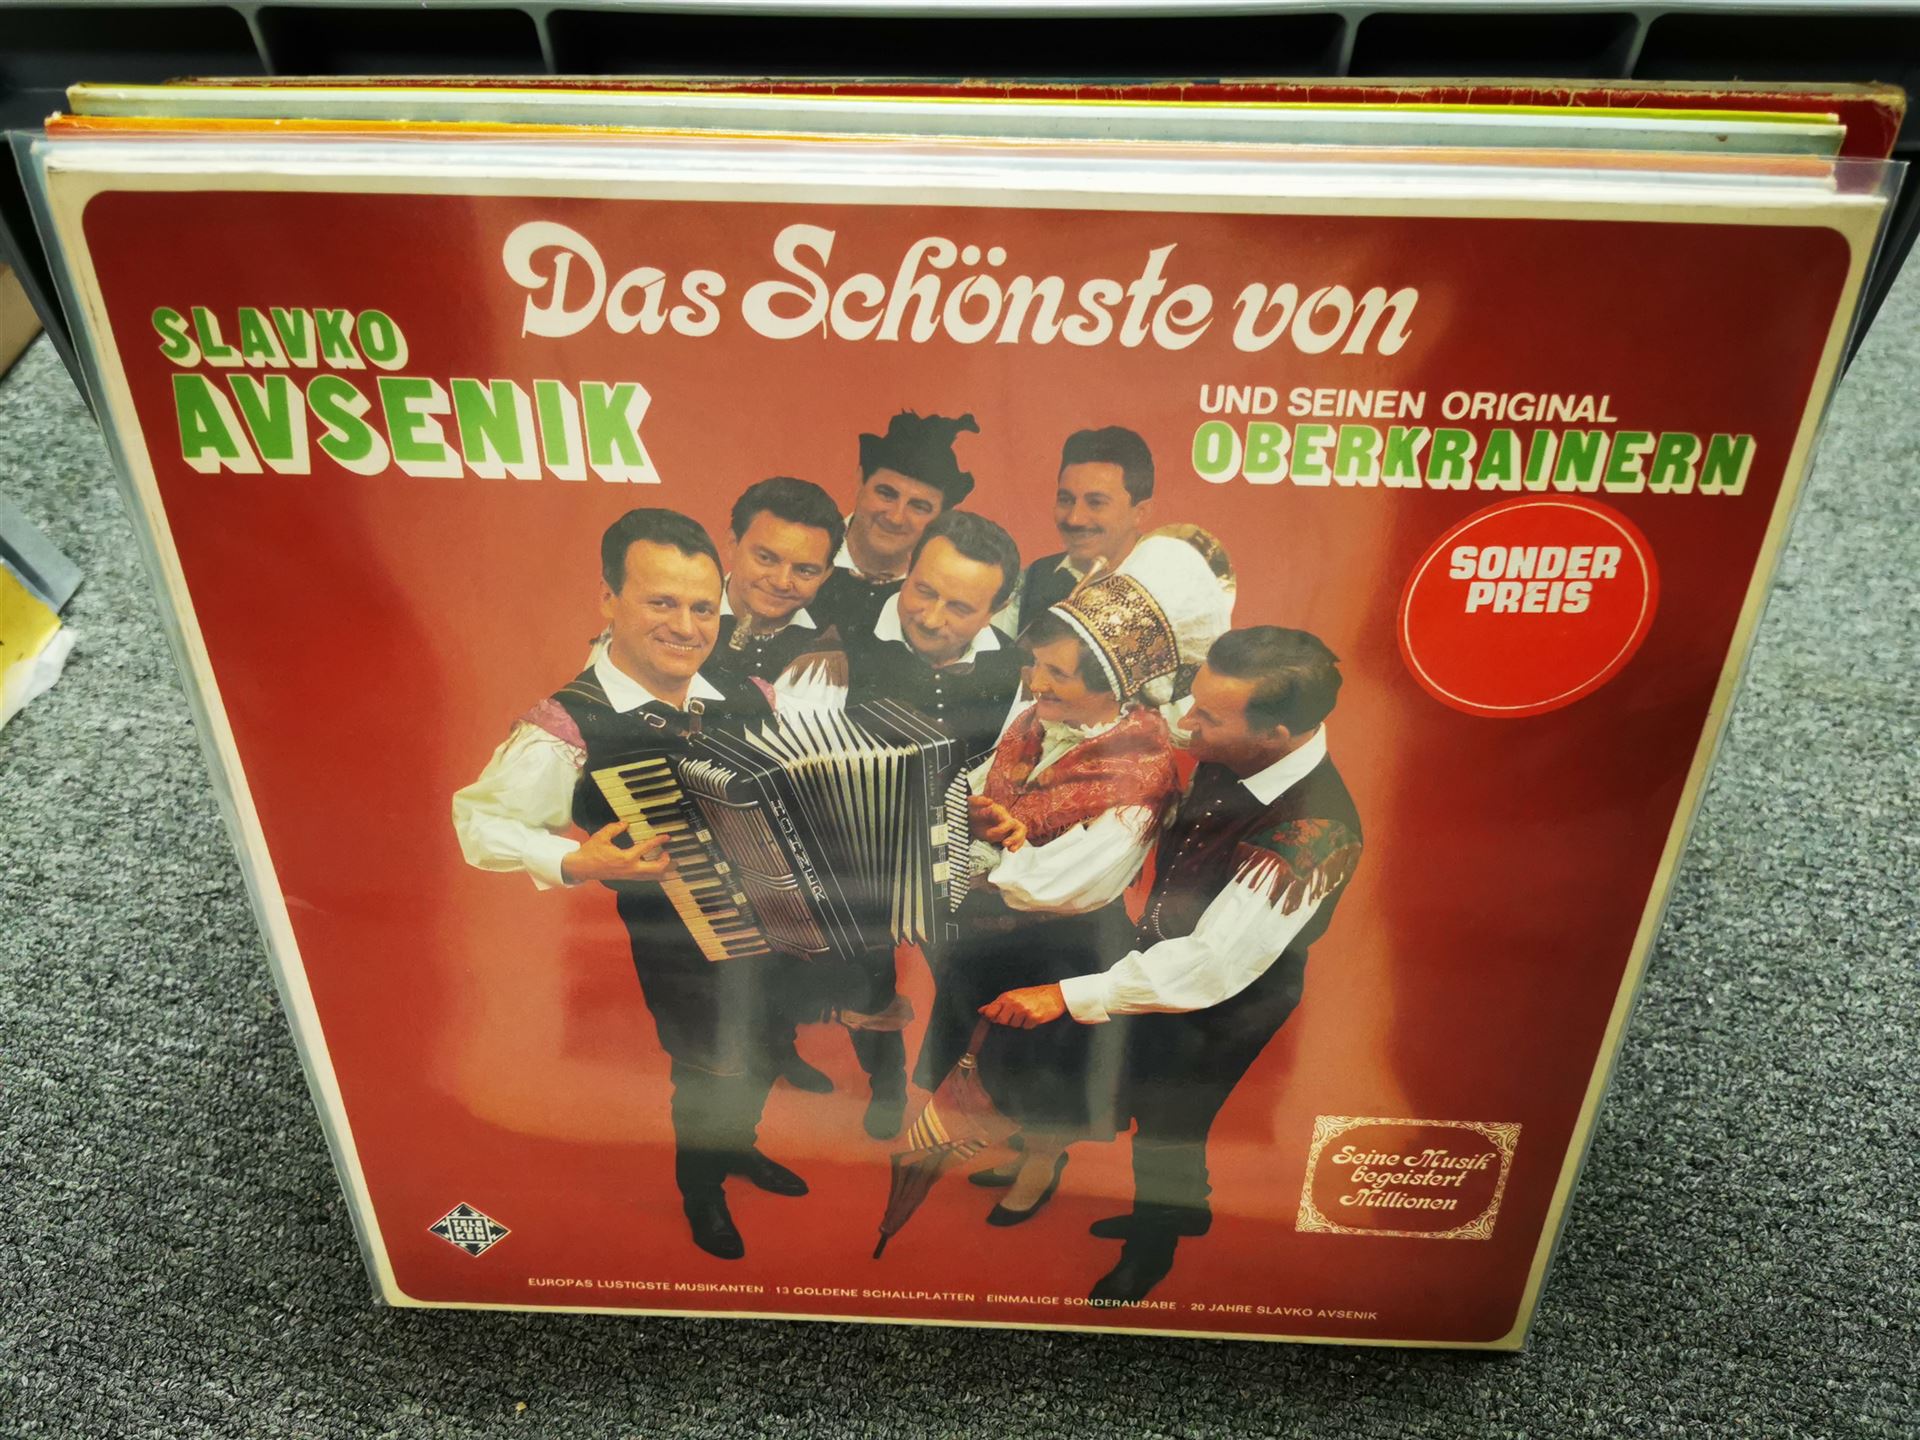 Das Schönste von
SLAVKO
AVSENIK
UND SEINEN ORIGINAL
OBERKRAINERN
SONDER
PREIS
HOHNER
Seine Musik
begeistert
Millionen
TELE
FUN
KEN
EUROPAS LUSTIGSTE MUSIKANTEN · 13 GOLDENE SCHALLPLATTEN · EINMALIGE SONDERAUSABE · 20 JAHRE SLAVKO AVSENIK